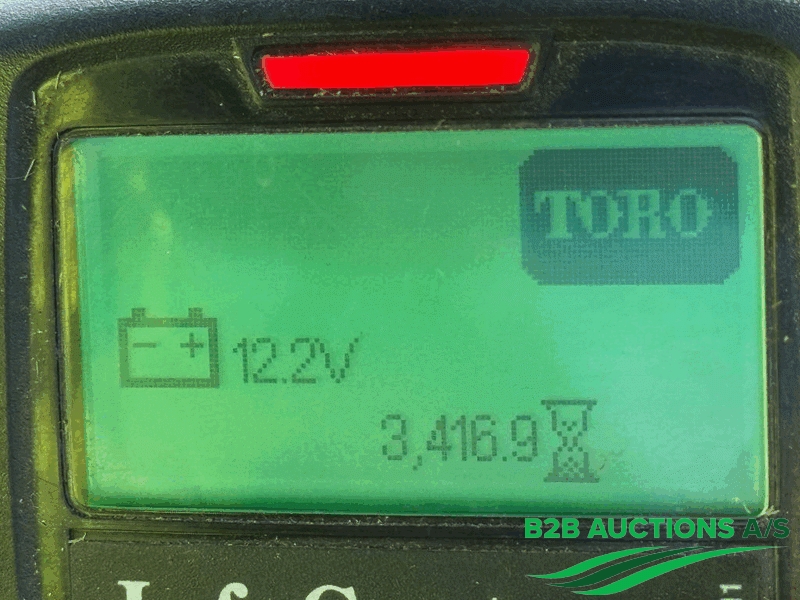 TORO
12.2V
3,416.9
B2B AUCTIONS A/S